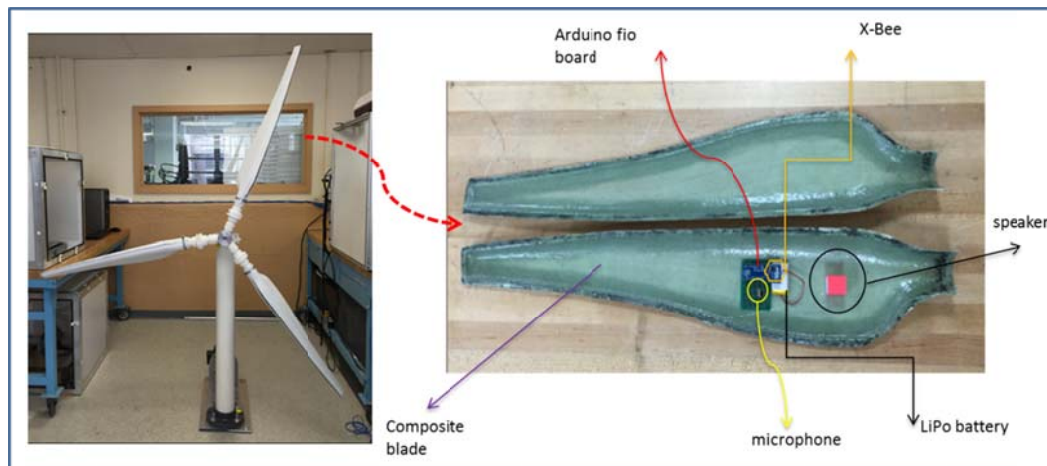 Arduino fio
board
X-Bee
speaker
Composite
blade
microphone
LiPo battery